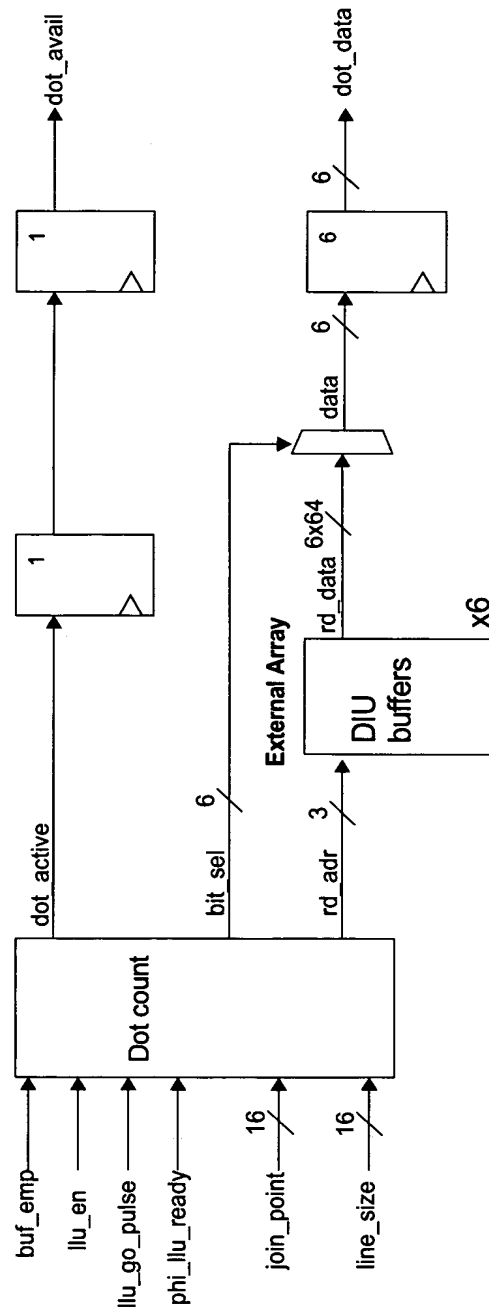 buf_emp
llu_en
llu_go_pulse
phi_llu_ready
join_point
16
line_size
16
Dot count
dot_active
1
1
dot_avail
bit_sel
6
rd_adr
3
External Array
DIU
buffers
x6
rd_data
6x64
data
6
6
6
dot_data